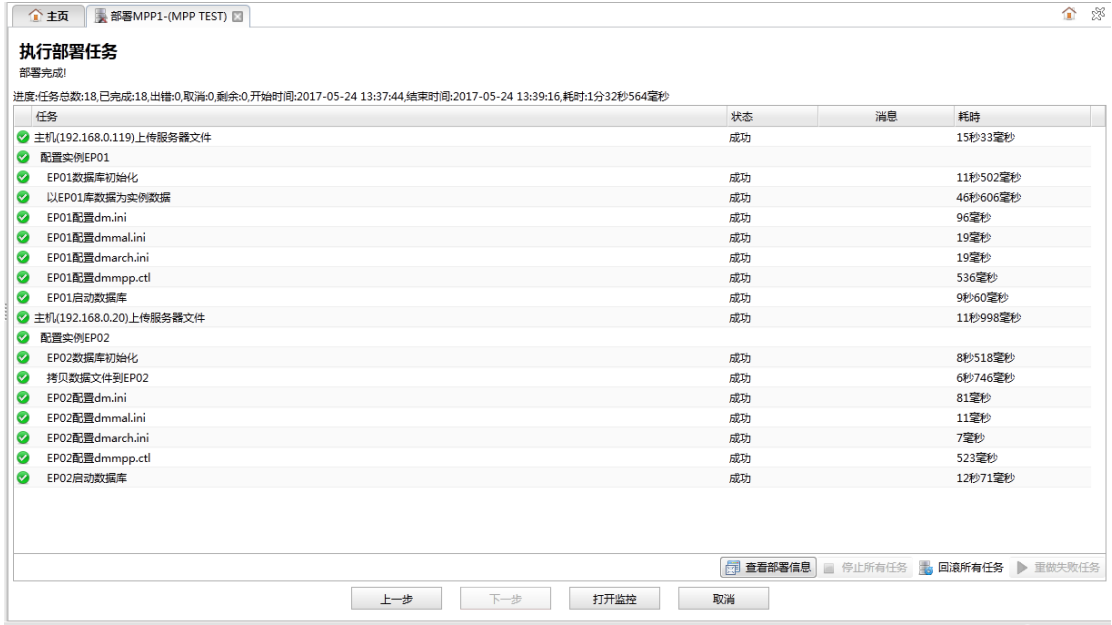 主页 部署MPP1-(MPP TEST)
执行部署任务
部署完成!
进度:任务总数:18,已完成:18,出错:0,取消:0,剩余:0,开始时间:2017-05-24 13:37:44,结束时间:2017-05-24 13:39:16,耗时:1分32秒564毫秒
任务 状态 消息 耗時
主机(192.168.0.119)上传服务器文件 成功 15秒33毫秒
配置实例EP01
EP01数据库初始化 成功 11秒502毫秒
以EP01库数据为实例数据 成功 46秒606毫秒
EP01配置dm.ini 成功 96毫秒
EP01配置dmmal.ini 成功 19毫秒
EP01配置dmarch.ini 成功 19毫秒
EP01配置dmmpp.ctl 成功 536毫秒
EP01启动数据库 成功 9秒60毫秒
主机(192.168.0.20)上传服务器文件 成功 11秒998毫秒
配置实例EP02
EP02数据库初始化 成功 8秒518毫秒
拷贝数据文件到EP02 成功 6秒746毫秒
EP02配置dm.ini 成功 81毫秒
EP02配置dmmal.ini 成功 11毫秒
EP02配置dmarch.ini 成功 7毫秒
EP02配置dmmpp.ctl 成功 523毫秒
EP02启动数据库 成功 12秒71毫秒
查看部署信息 停止所有任务 回滚所有任务 重做失败任务
上一步 下一步 打开监控 取消